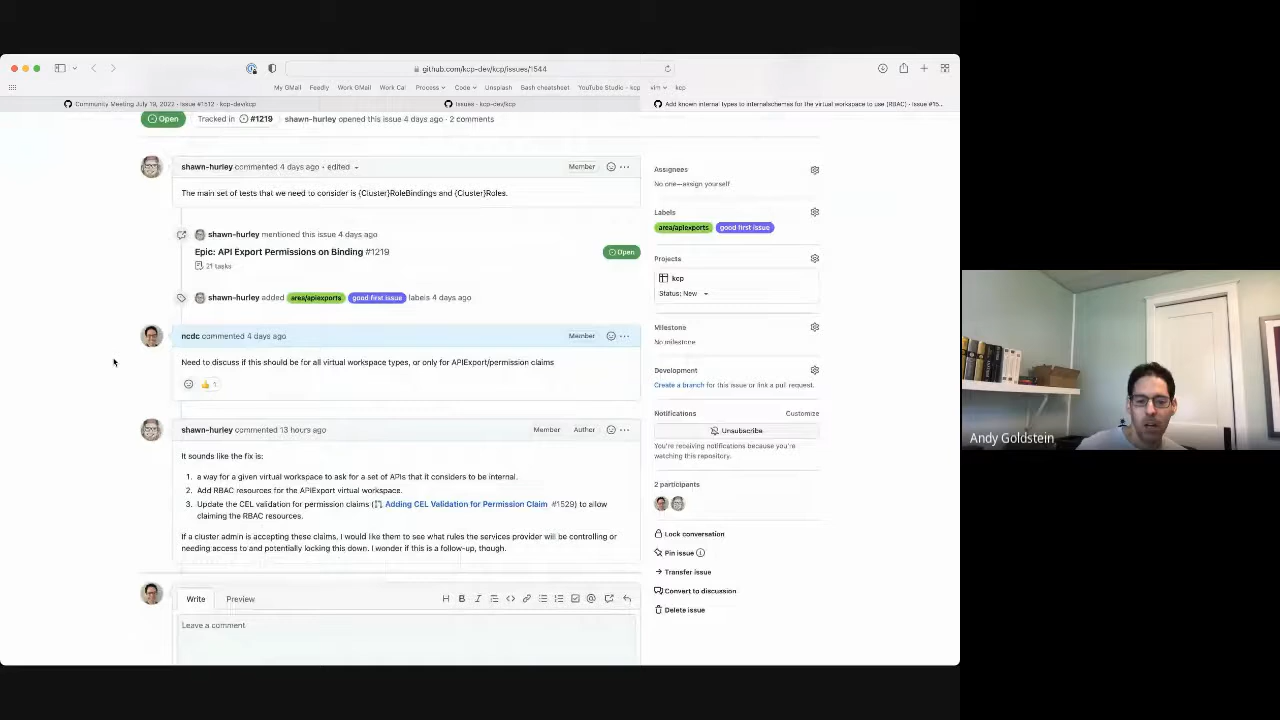 github.com/kcp-dev/kcp/issues/1544
My GMail Feedly Work GMail Work Cal Process Code Unsplash Bash cheatsheet YouTube Studio - kcp vim kcp
Community Meeting July 19, 2022 · Issue #1512 · kcp-dev/kcp
Issues · kcp-dev/kcp
Add known internal types to internalschemas for the virtual workspace to use (RBAC) · Issue #15...
Open Tracked in #1219 shawn-hurley opened this issue 4 days ago · 2 comments
shawn-hurley commented 4 days ago · edited
Member
The main set of tests that we need to consider is {Cluster}RoleBindings and {Cluster}Roles.
shawn-hurley mentioned this issue 4 days ago
Epic: API Export Permissions on Binding #1219
Open
21 tasks
shawn-hurley added area/apiexports good first issue labels 4 days ago
ncdc commented 4 days ago
Member
Need to discuss if this should be for all virtual workspace types, or only for APIExport/permission claims
1
shawn-hurley commented 13 hours ago
Member Author
It sounds like the fix is:
1. a way for a given virtual workspace to ask for a set of APIs that it considers to be internal.
2. Add RBAC resources for the APIExport virtual workspace.
3. Update the CEL validation for permission claims ( Adding CEL Validation for Permission Claim #1529) to allow
claiming the RBAC resources.
If a cluster admin is accepting these claims, I would like them to see what rules the services provider will be controlling or
needing access to and potentially locking this down. I wonder if this is a follow-up, though.
Write Preview
H B I
Leave a comment
Assignees
No one—assign yourself
Labels
area/apiexports good first issue
Projects
kcp
Status: New
Milestone
No milestone
Development
Create a branch for this issue or link a pull request.
Notifications Customize
Unsubscribe
You're receiving notifications because you're
watching this repository.
2 participants
Lock conversation
Pin issue
Transfer issue
Convert to discussion
Delete issue
Andy Goldstein